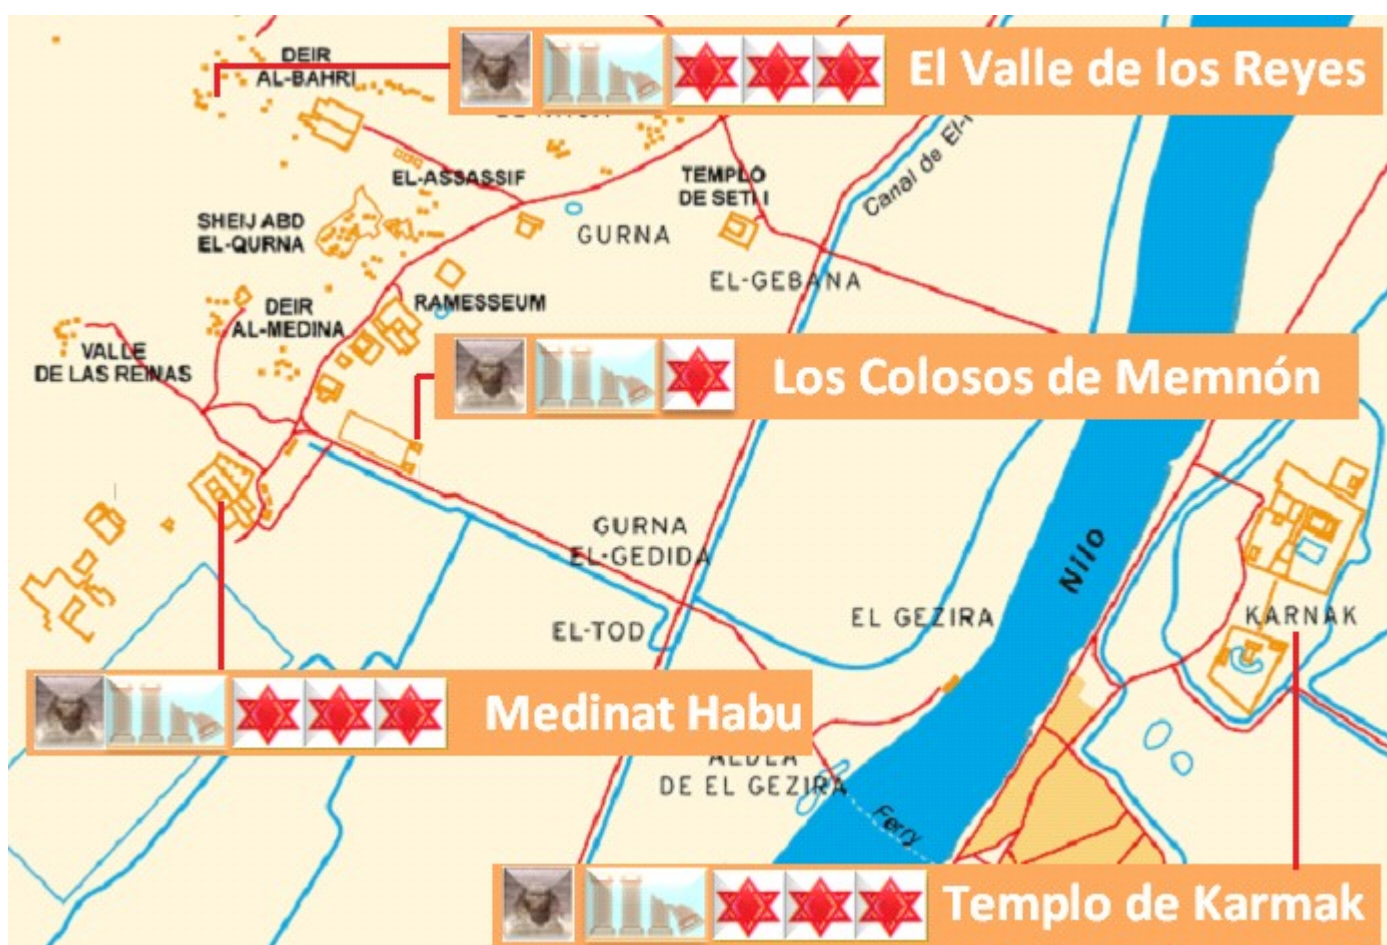 El Valle de los Reyes
DEIR
AL-BAHRI
Canal de El-
EL-ASSASSIF
TEMPLO
DE SETI I
SHEIJ ABD
EL-QURNA
GURNA
EL-GEBANA
DEIR
AL-MEDINA
RAMESSEUM
VALLE
DE LAS REINAS
Los Colosos de Memnón
GURNA
EL-GEDIDA
Nilo
EL-TOD
EL GEZIRA
KARNAK
Medinat Habu
ALDEA
DE EL GEZIRA
Ferry
Templo de Karmak